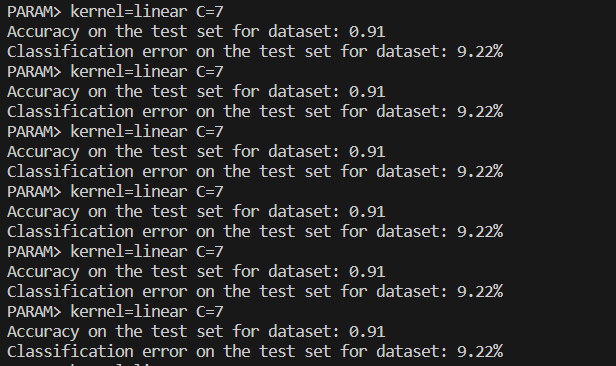 PARAM> kernel=linear C=7
Accuracy on the test set for dataset: 0.91
Classification error on the test set for dataset: 9.22%
PARAM> kernel=linear C=7
Accuracy on the test set for dataset: 0.91
Classification error on the test set for dataset: 9.22%
PARAM> kernel=linear C=7
Accuracy on the test set for dataset: 0.91
Classification error on the test set for dataset: 9.22%
PARAM> kernel=linear C=7
Accuracy on the test set for dataset: 0.91
Classification error on the test set for dataset: 9.22%
PARAM> kernel=linear C=7
Accuracy on the test set for dataset: 0.91
Classification error on the test set for dataset: 9.22%
PARAM> kernel=linear C=7
Accuracy on the test set for dataset: 0.91
Classification error on the test set for dataset: 9.22%